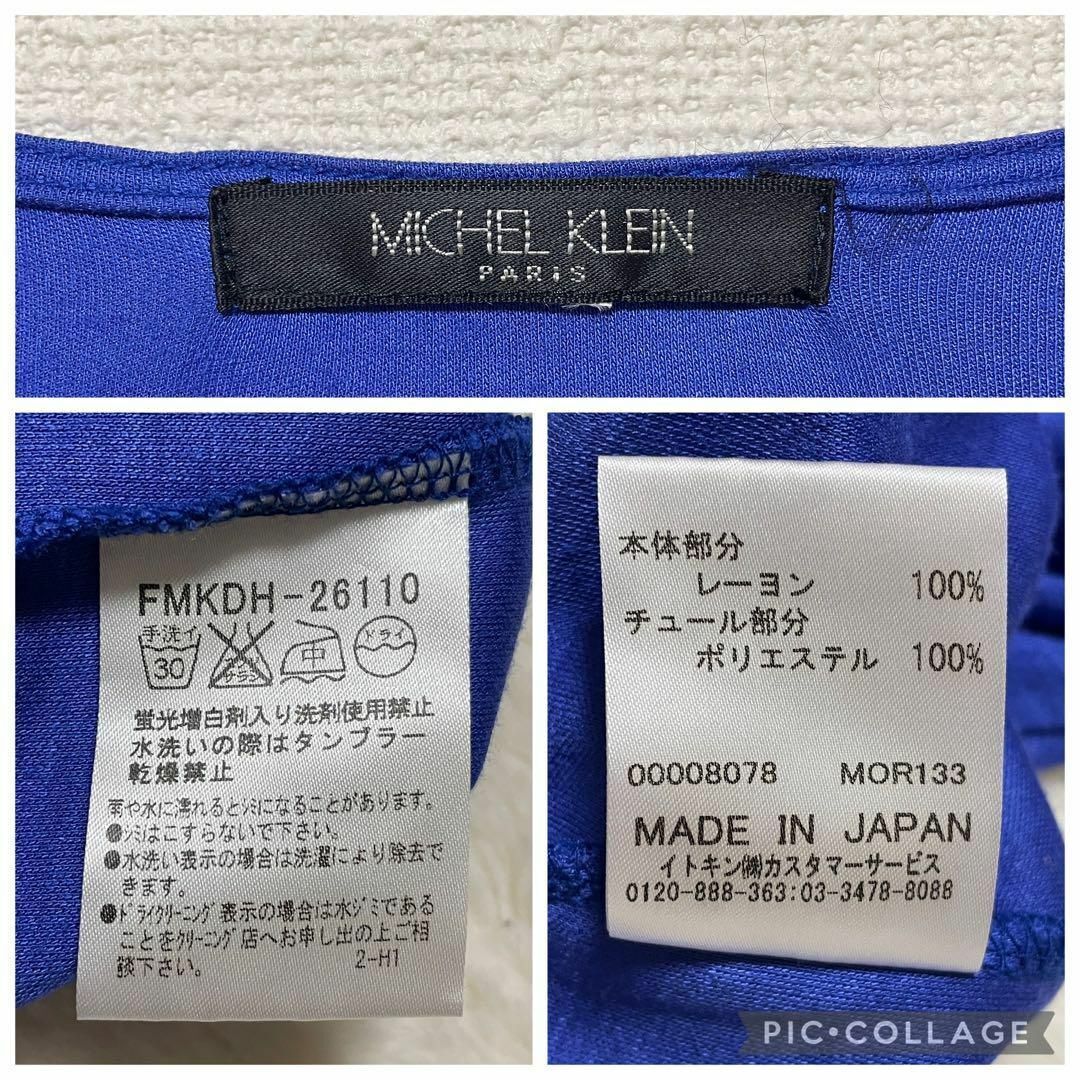 MICHEL KLEIN
PARIS
FMKDH-26110
手洗イ
30
中
ドライ
蛍光増白剤入り洗剤使用禁止
水洗いの際はタンブラー
乾燥禁止
雨や水に濡れるとシミになることがあります。
●シミはこすらないで下さい。
●水洗い表示の場合は洗濯により除去で
きます。
●ドライクリーニング表示の場合は水ジミである
ことをクリーニング店へお申し出の上ご相
談下さい。
2-H1
本体部分
レーヨン 100%
チュール部分
ポリエステル 100%
00008078 MOR133
MADE IN JAPAN
イトキン㈱カスタマーサービス
0120-888-363:03-3478-8088
PIC•COLLAGE